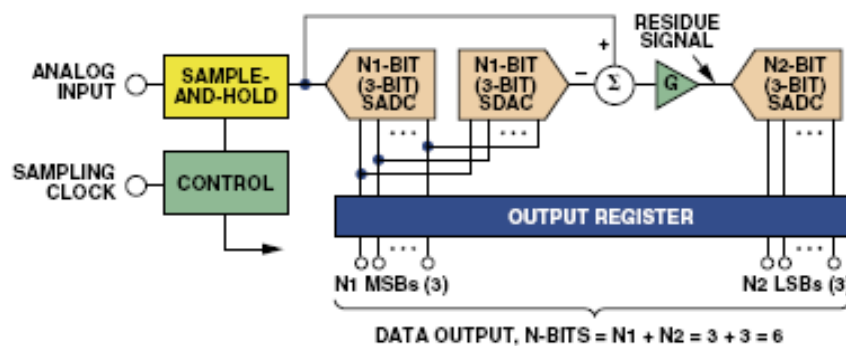 RESIDUE
SIGNAL
ANALOG
INPUT
SAMPLE-
AND-HOLD
N1-BIT
(3-BIT)
SADC
N1-BIT
(3-BIT)
SDAC
+
−
Σ
G
N2-BIT
(3-BIT)
SADC
SAMPLING
CLOCK
CONTROL
OUTPUT REGISTER
N1 MSBs (3)
N2 LSBs (3)
DATA OUTPUT, N-BITS = N1 + N2 = 3 + 3 = 6